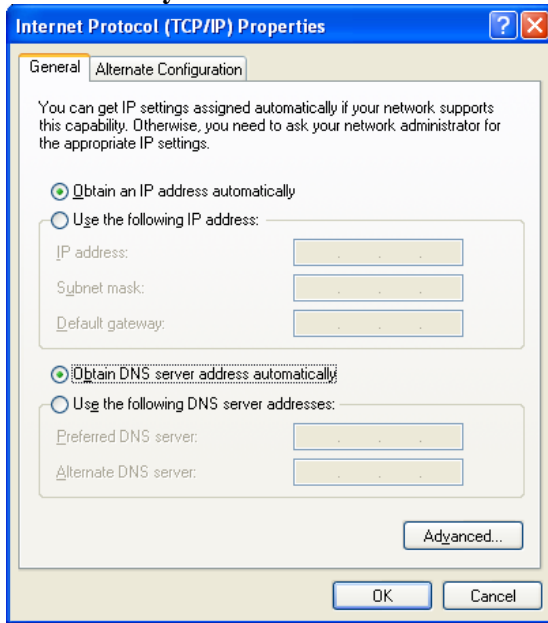 Internet Protocol (TCP/IP) Properties
General Alternate Configuration
You can get IP settings assigned automatically if your network supports
this capability. Otherwise, you need to ask your network administrator for
the appropriate IP settings.
Obtain an IP address automatically
Use the following IP address:
IP address:
Subnet mask:
Default gateway:
Obtain DNS server address automatically
Use the following DNS server addresses:
Preferred DNS server:
Alternate DNS server:
Advanced...
OK Cancel